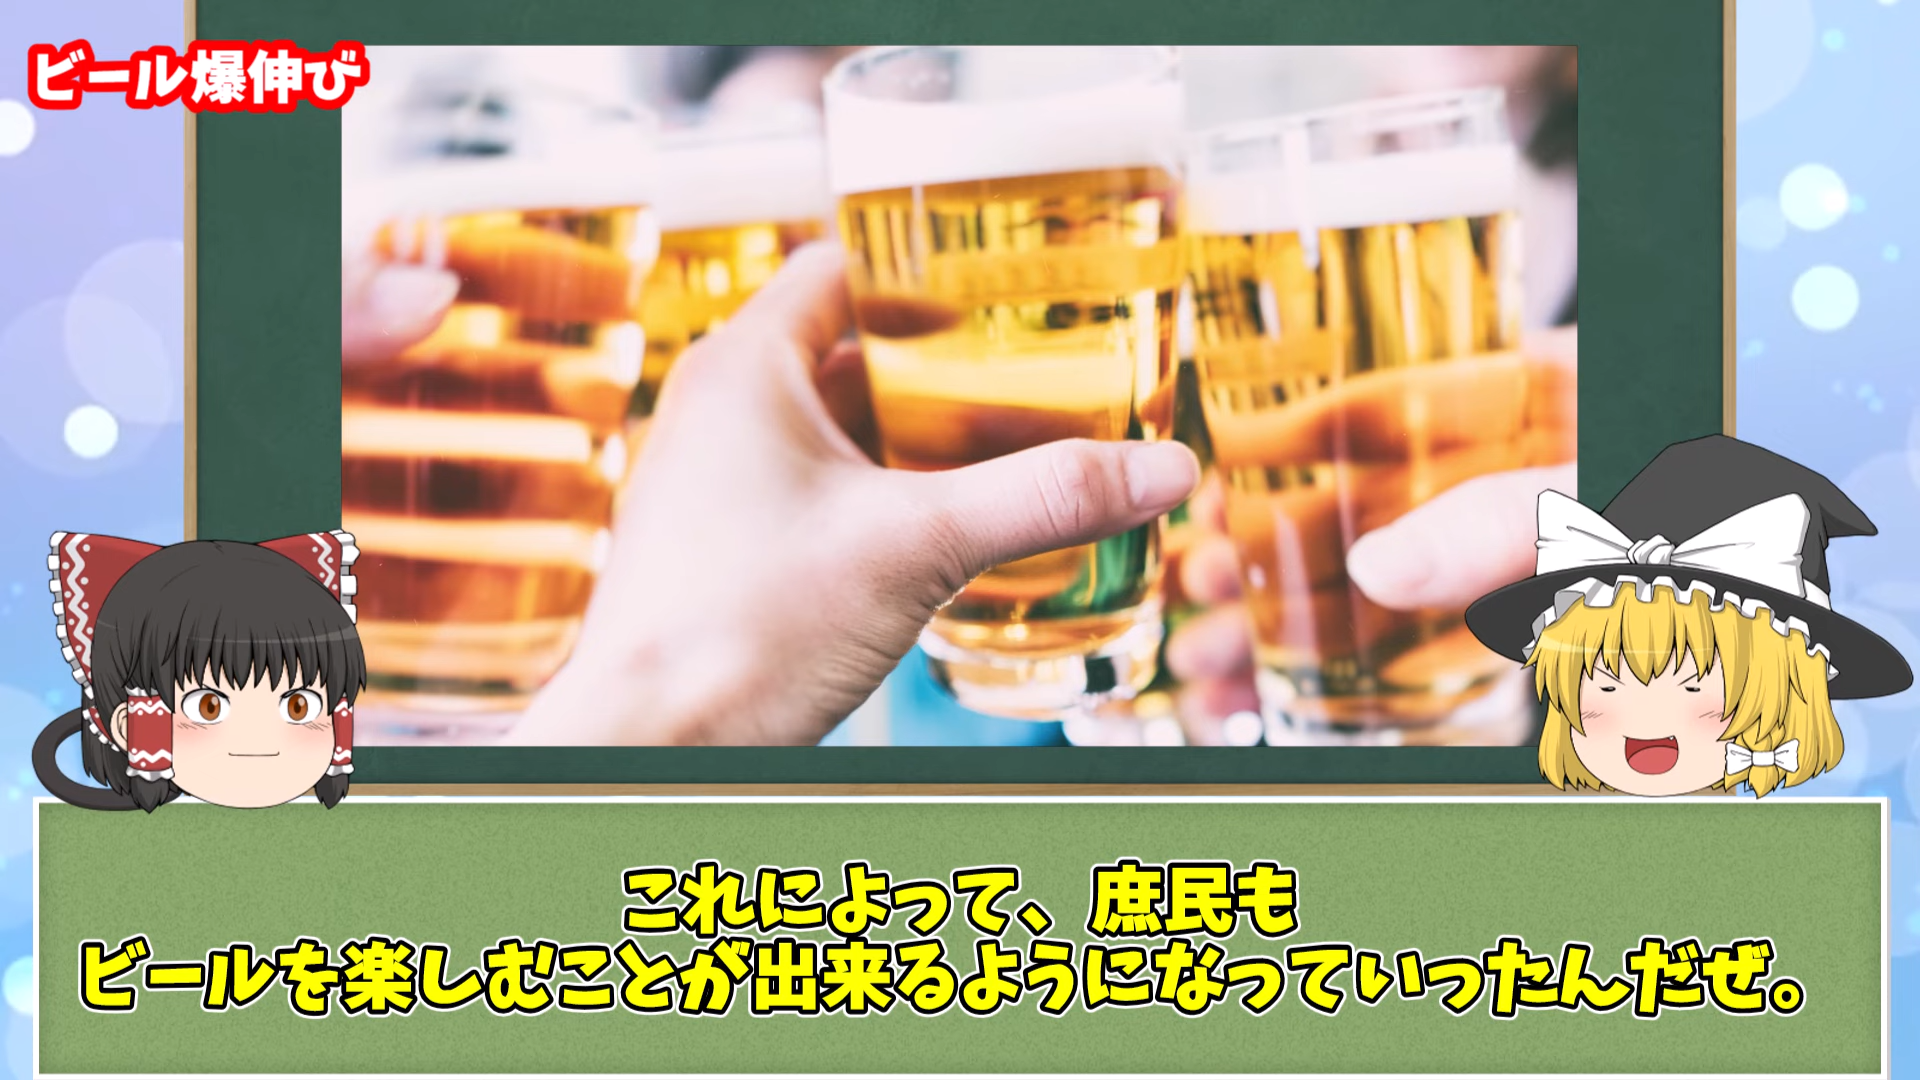 ビール爆伸び
これによって、庶民も
ビールを楽しむことが出来るようになっていったんだぜ。